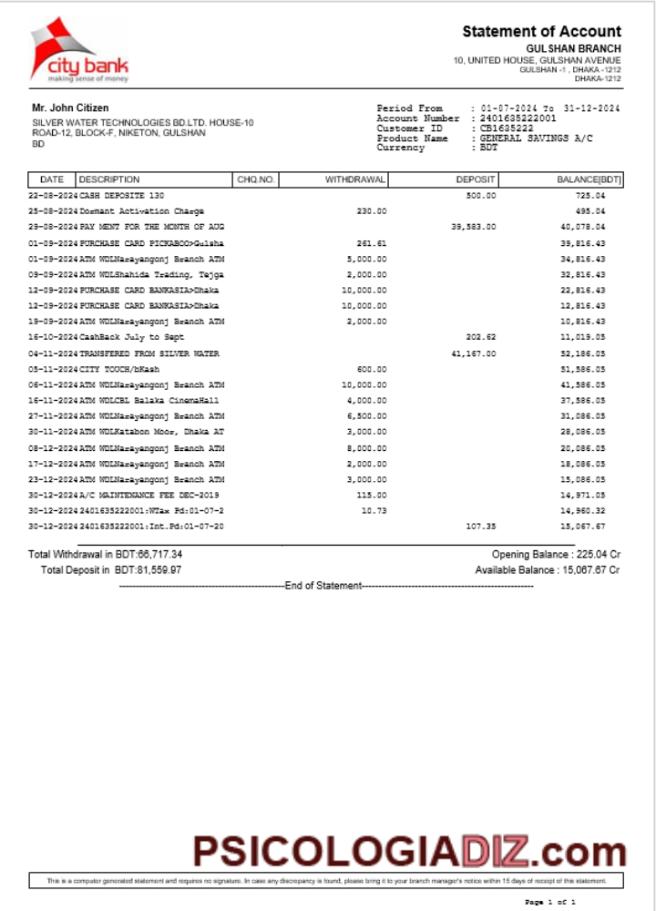 city bank
making sense of money
Statement of Account
GULSHAN BRANCH
10, UNITED HOUSE, GULSHAN AVENUE
GULSHAN -1 , DHAKA -1212
DHAKA-1212
Mr. John Citizen
SILVER WATER TECHNOLOGIES BD.LTD. HOUSE-10
ROAD-12, BLOCK-F, NIKETON, GULSHAN
BD
Period From : 01-07-2024 To 31-12-2024
Account Number : 2401635222001
Customer ID : CB1635222
Product Name : GENERAL SAVINGS A/C
Currency : BDT
DATE DESCRIPTION CHQ.NO. WITHDRAWAL DEPOSIT BALANCE[BDT]
22-08-2024 CASH DEPOSITE 130 500.00 725.04
25-08-2024 Dormant Activation Charge 230.00 495.04
29-08-2024 PAY MENT FOR THE MONTH OF AUG 39,583.00 40,078.04
01-09-2024 PURCHASE CARD PICKABOO>Gulsha 261.61 39,816.43
01-09-2024 ATM WDLNarayangonj Branch ATM 5,000.00 34,816.43
09-09-2024 ATM WDLShahida Trading, Tejga 2,000.00 32,816.43
12-09-2024 PURCHASE CARD BANKASIA>Dhaka 10,000.00 22,816.43
12-09-2024 PURCHASE CARD BANKASIA>Dhaka 10,000.00 12,816.43
19-09-2024 ATM WDLNarayangonj Branch ATM 2,000.00 10,816.43
16-10-2024 CashBack July to Sept 202.62 11,019.05
04-11-2024 TRANSFERED FROM SILVER WATER 41,167.00 52,186.05
05-11-2024 CITY TOUCH/bKash 600.00 51,586.05
06-11-2024 ATM WDLNarayangonj Branch ATM 10,000.00 41,586.05
16-11-2024 ATM WDLCBL Balaka CinemaHall 4,000.00 37,586.05
27-11-2024 ATM WDLNarayangonj Branch ATM 6,500.00 31,086.05
30-11-2024 ATM WDLKatabon Moor, Dhaka AT 3,000.00 28,086.05
08-12-2024 ATM WDLNarayangonj Branch ATM 8,000.00 20,086.05
17-12-2024 ATM WDLNarayangonj Branch ATM 2,000.00 18,086.05
23-12-2024 ATM WDLNarayangonj Branch ATM 3,000.00 15,086.05
30-12-2024 A/C MAINTENANCE FEE DEC-2019 115.00 14,971.05
30-12-2024 2401635222001:WTax Pd:01-07-2 10.73 14,960.32
30-12-2024 2401635222001:Int.Pd:01-07-20 107.35 15,067.67
Total Withdrawal in BDT:66,717.34 Opening Balance : 225.04 Cr
Total Deposit in BDT:81,559.97 Available Balance : 15,067.67 Cr
End of Statement
PSICOLOGIADIZ.com
This is a computer generated statement and requires no signature. In case any discrepancy is found, please bring it to your branch manager's notice within 15 days of receipt of this statement.
Page 1 of 1